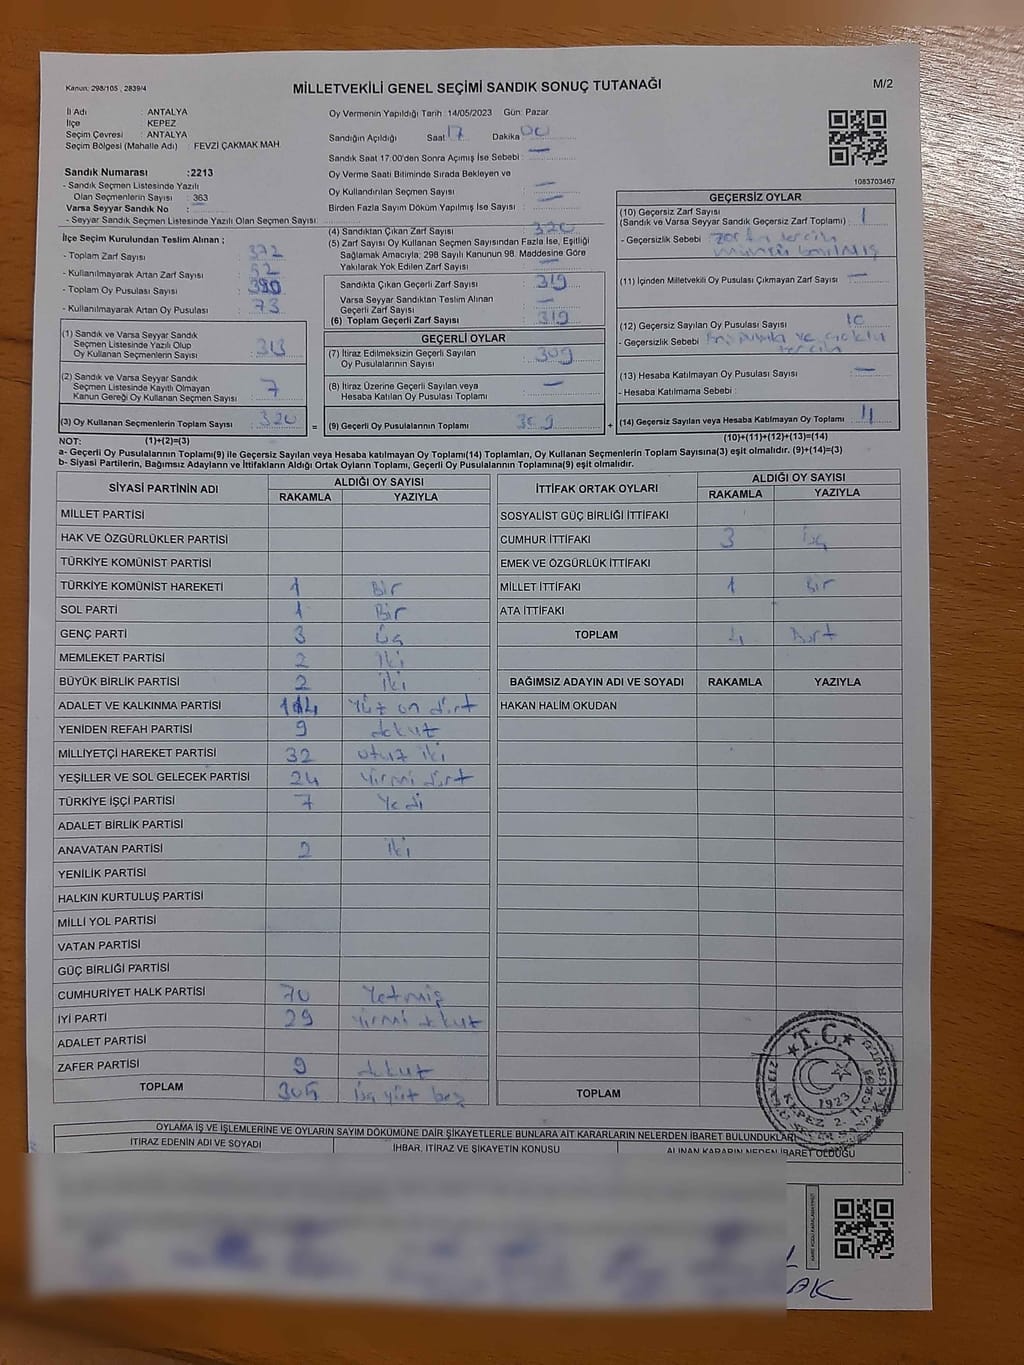 Kanun; 298/105 , 2839/4
MİLLETVEKİLİ GENEL SEÇİMİ SANDIK SONUÇ TUTANAĞI
M/2
İl Adı : ANTALYA
İlçe : KEPEZ
Seçim Çevresi : ANTALYA
Seçim Bölgesi (Mahalle Adı) : FEVZİ ÇAKMAK MAH
Oy Vermenin Yapıldığı Tarih : 14/05/2023 Gün: Pazar
Sandığın Açıldığı Saat 17 Dakika 00
Sandık Saat 17:00'den Sonra Açımış İse Sebebi : —
Oy Verme Saati Bitiminde Sırada Bekleyen ve
Oy Kullandırılan Seçmen Sayısı —
Birden Fazla Sayım Döküm Yapılmış İse Sayısı : —
1083703467
Sandık Numarası :2213
- Sandık Seçmen Listesinde Yazılı
Olan Seçmenlerin Sayısı : 363
Varsa Seyyar Sandık No :
- Seyyar Sandık Seçmen Listesinde Yazılı Olan Seçmen Sayısı:
İlçe Seçim Kurulundan Teslim Alınan ;
- Toplam Zarf Sayısı : 372
- Kullanılmayarak Artan Zarf Sayısı : 52
- Toplam Oy Pusulası Sayısı : 390
- Kullanılmayarak Artan Oy Pusulası : 73
(1) Sandık ve Varsa Seyyar Sandık
Seçmen Listesinde Yazılı Olup
Oy Kullanan Seçmenlerin Sayısı : 313
(2) Sandık ve Varsa Seyyar Sandık
Seçmen Listesinde Kayıtlı Olmayan
Kanun Gereği Oy Kullanan Seçmen Sayısı : 7
(3) Oy Kullanan Seçmenlerin Toplam Sayısı : 320
(4) Sandıktan Çıkan Zarf Sayısı : 320
(5) Zarf Sayısı Oy Kullanan Seçmen Sayısından Fazla İse, Eşitliği
Sağlamak Amacıyla; 298 Sayılı Kanunun 98. Maddesine Göre
Yakılarak Yok Edilen Zarf Sayısı : —
Sandıkta Çıkan Geçerli Zarf Sayısı : 319
Varsa Seyyar Sandıktan Teslim Alınan
Geçerli Zarf Sayısı : —
(6) Toplam Geçerli Zarf Sayısı : 319
GEÇERLİ OYLAR
(7) İtiraz Edilmeksizin Geçerli Sayılan
Oy Pusulalarının Sayısı : 309
(8) İtiraz Üzerine Geçerli Sayılan veya
Hesaba Katılan Oy Pusulası Toplamı : —
= (9) Geçerli Oy Pusulalarının Toplamı : 309
GEÇERSİZ OYLAR
(10) Geçersiz Zarf Sayısı
(Sandık ve Varsa Seyyar Sandık Geçersiz Zarf Toplamı) : 1
- Geçersizlik Sebebi : zarfa tercih
mührü basılmış
(11) İçinden Milletvekili Oy Pusulası Çıkmayan Zarf Sayısı : —
(12) Geçersiz Sayılan Oy Pusulası Sayısı : 10
- Geçersizlik Sebebi : ve
tercih
(13) Hesaba Katılmayan Oy Pusulası Sayısı : —
- Hesaba Katılmama Sebebi :
+ (14) Geçersiz Sayılan veya Hesaba Katılmayan Oy Toplamı : 11
NOT: (1)+(2)=(3)
(10)+(11)+(12)+(13)=(14)
a- Geçerli Oy Pusulalarının Toplamı(9) ile Geçersiz Sayılan veya Hesaba katılmayan Oy Toplamı(14) Toplamları, Oy Kullanan Seçmenlerin Toplam Sayısına(3) eşit olmalıdır. (9)+(14)=(3)
b- Siyasi Partilerin, Bağımsız Adayların ve İttifakların Aldığı Ortak Oyların Toplamı, Geçerli Oy Pusulalarının Toplamına(9) eşit olmalıdır.
SİYASİ PARTİNİN ADI ALDIĞI OY SAYISI
RAKAMLA YAZIYLA
MİLLET PARTİSİ
HAK VE ÖZGÜRLÜKLER PARTİSİ
TÜRKİYE KOMÜNİST PARTİSİ
TÜRKİYE KOMÜNİST HAREKETİ 1 Bir
SOL PARTİ 1 Bir
GENÇ PARTİ 3 Üç
MEMLEKET PARTİSİ 2 İki
BÜYÜK BİRLİK PARTİSİ 2 iki
ADALET VE KALKINMA PARTİSİ 114 Yüz on dört
YENİDEN REFAH PARTİSİ 9 dokuz
MİLLİYETÇİ HAREKET PARTİSİ 32 otuz iki
YEŞİLLER VE SOL GELECEK PARTİSİ 24 yirmi dört
TÜRKİYE İŞÇİ PARTİSİ 7 Yedi
ADALET BİRLİK PARTİSİ
ANAVATAN PARTİSİ 2 iki
YENİLİK PARTİSİ
HALKIN KURTULUŞ PARTİSİ
MİLLİ YOL PARTİSİ
VATAN PARTİSİ
GÜÇ BİRLİĞİ PARTİSİ
CUMHURİYET HALK PARTİSİ 70 Yetmiş
İYİ PARTİ 29 yirmi dokuz
ADALET PARTİSİ
ZAFER PARTİSİ 9 dokuz
TOPLAM 305 üç yüz beş
İTTİFAK ORTAK OYLARI ALDIĞI OY SAYISI
RAKAMLA YAZIYLA
SOSYALİST GÜÇ BİRLİĞİ İTTİFAKI
CUMHUR İTTİFAKI 3 üç
EMEK VE ÖZGÜRLÜK İTTİFAKI
MİLLET İTTİFAKI 1 Bir
ATA İTTİFAKI
TOPLAM 4 Dört
BAĞIMSIZ ADAYIN ADI VE SOYADI RAKAMLA YAZIYLA
HAKAN HALİM OKUDAN
TOPLAM
T.C.
1923
KEPEZ 2. İLÇESİ
OYLAMA İŞ VE İŞLEMLERİNE VE OYLARIN SAYIM DÖKÜMÜNE DAİR ŞİKAYETLERLE BUNLARA AİT KARARLARIN NELERDEN İBARET BULUNDUKLARI
İTİRAZ EDENİN ADI VE SOYADI İHBAR, İTİRAZ VE ŞİKAYETİN KONUSU ALINAN KARARIN NEDEN İBARET OLDUĞU